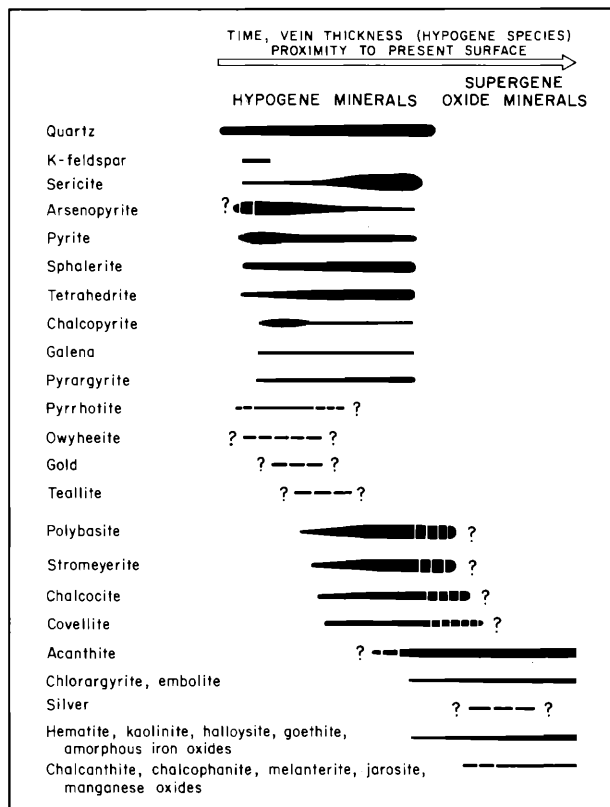 TIME, VEIN THICKNESS (HYPOGENE SPECIES)
PROXIMITY TO PRESENT SURFACE
HYPOGENE MINERALS
SUPERGENE
OXIDE MINERALS
Quartz
K-feldspar
Sericite
Arsenopyrite ?
Pyrite
Sphalerite
Tetrahedrite
Chalcopyrite
Galena
Pyrargyrite
Pyrrhotite ?
Owyheeite ? ?
Gold ? ?
Teallite ? ?
Polybasite ?
Stromeyerite ?
Chalcocite ?
Covellite ?
Acanthite ?
Chlorargyrite, embolite
Silver ? ?
Hematite, kaolinite, halloysite, goethite,
amorphous iron oxides
Chalcanthite, chalcophanite, melanterite, jarosite,
manganese oxides